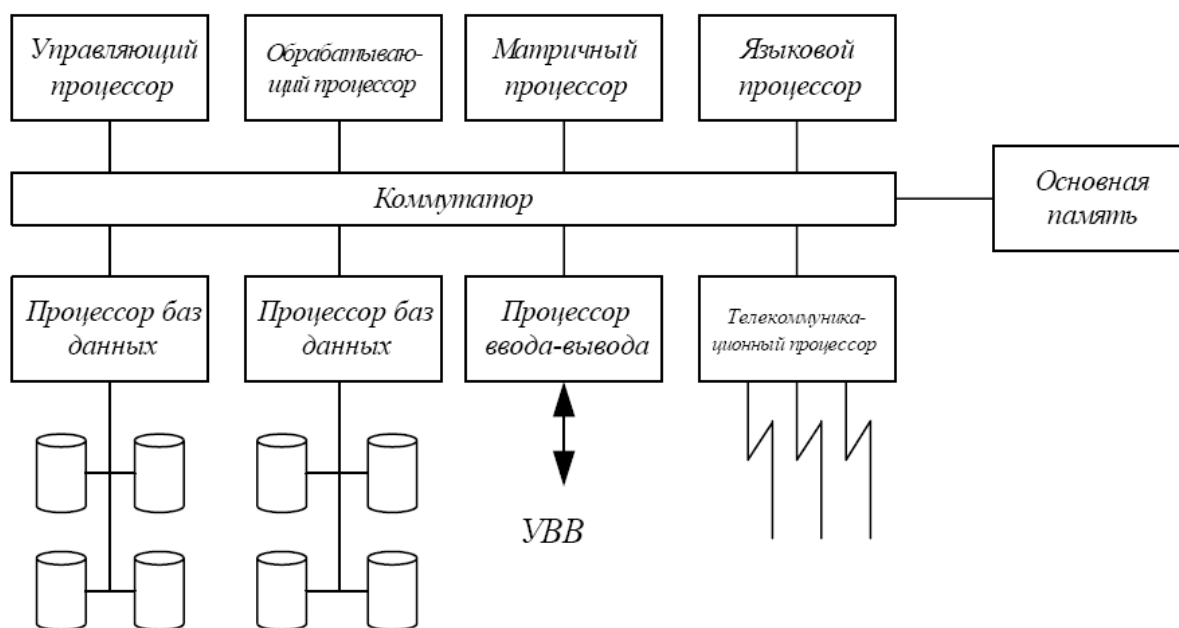 Управляющий
процессор
Обрабатываю-
щий процессор
Матричный
процессор
Языковой
процессор
Коммутатор
Основная
память
Процессор баз
данных
Процессор баз
данных
Процессор
ввода-вывода
Телекоммуника-
ционный процессор
УВВ